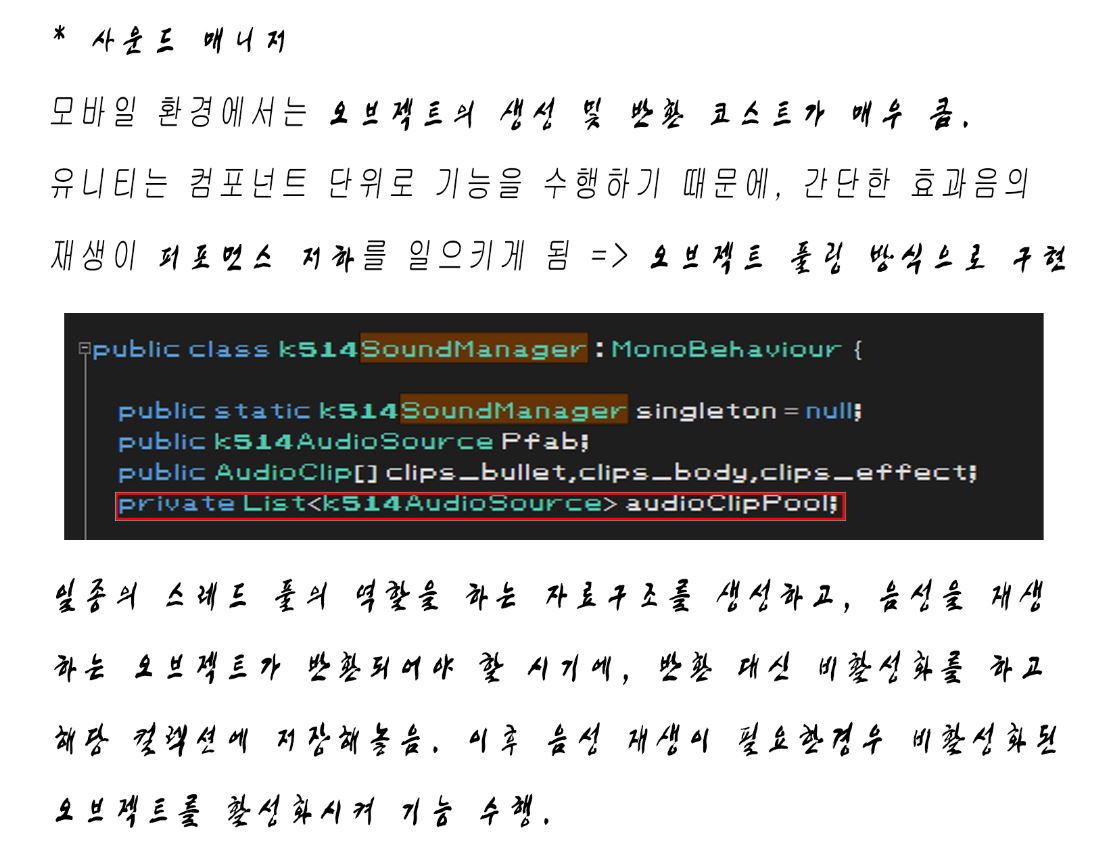 * 사운드 매니저
모바일 환경에서는 오브젝트의 생성 및 반환 코스트가 매우 큼.
유니티는 컴포넌트 단위로 기능을 수행하기 때문에, 간단한 효과음의
재생이 퍼포먼스 저하를 일으키게 됨 => 오브젝트 풀링 방식으로 구현
public class k514SoundManager : MonoBehaviour {
public static k514SoundManager singleton = null;
public k514AudioSource Pfab;
public AudioClip[] clips_bullet,clips_body,clips_effect;
private List<k514AudioSource> audioClipPool;
일종의 스레드 풀의 역할을 하는 자료구조를 생성하고, 음성을 재생
하는 오브젝트가 반환되어야 할 시기에, 반환 대신 비활성화를 하고
해당 컬렉션에 저장해놓음. 이후 음성 재생이 필요한경우 비활성화된
오브젝트를 활성화시켜 기능 수행.